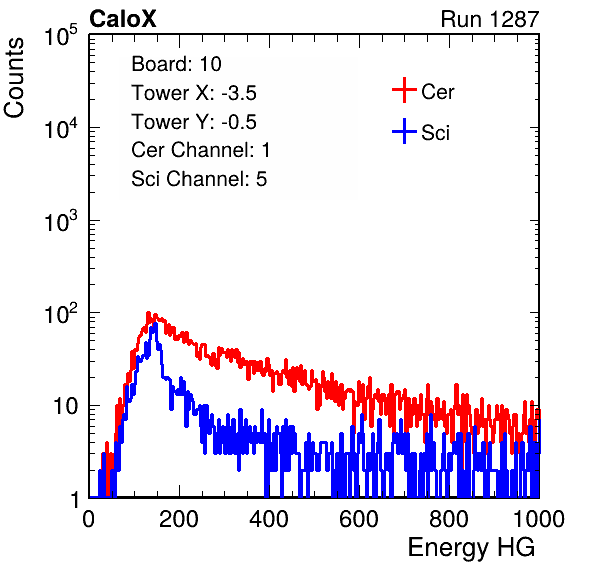 CaloX Run 1287
Counts
10^5
10^4
10^3
10^2
10
1
Board: 10
Tower X: -3.5
Tower Y: -0.5
Cer Channel: 1
Sci Channel: 5
Cer
Sci
0 200 400 600 800 1000
Energy HG